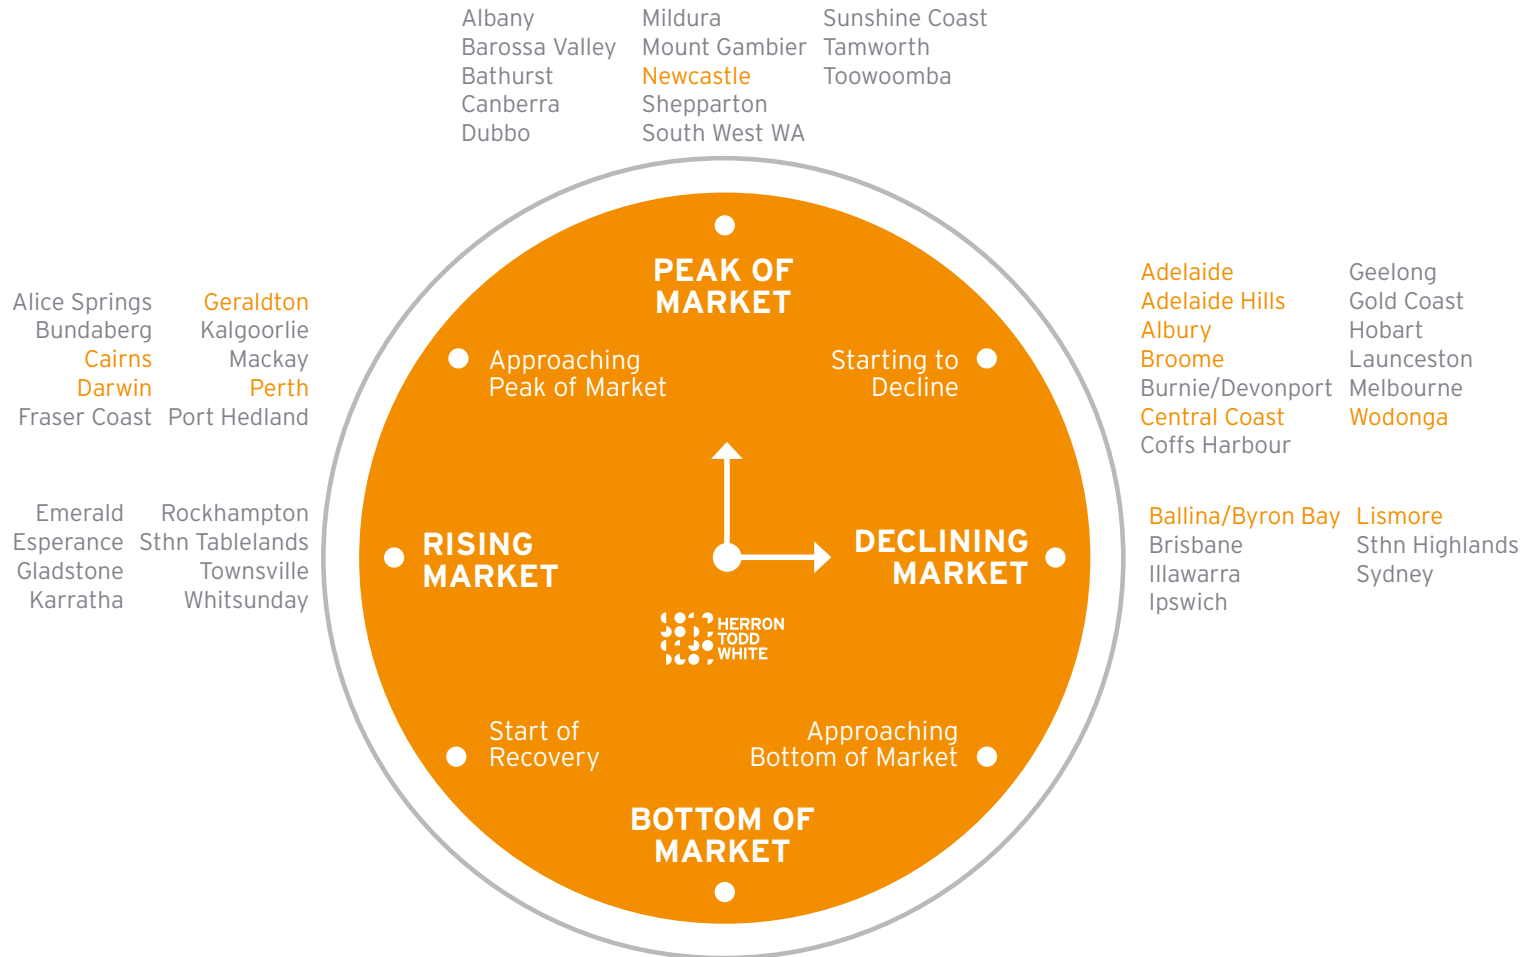 Albany
Barossa Valley
Bathurst
Canberra
Dubbo
Mildura
Mount Gambier
Newcastle
Shepparton
South West WA
Sunshine Coast
Tamworth
Toowoomba
Alice Springs
Bundaberg
Cairns
Darwin
Fraser Coast
Geraldton
Kalgoorlie
Mackay
Perth
Port Hedland
PEAK OF
MARKET
Approaching
Peak of Market
Starting to
Decline
Adelaide
Adelaide Hills
Albury
Broome
Burnie/Devonport
Central Coast
Coffs Harbour
Geelong
Gold Coast
Hobart
Launceston
Melbourne
Wodonga
Emerald
Esperance
Gladstone
Karratha
Rockhampton
Sthn Tablelands
Townsville
Whitsunday
RISING
MARKET
DECLINING
MARKET
Ballina/Byron Bay
Brisbane
Illawarra
Ipswich
Lismore
Sthn Highlands
Sydney
HERRON
TODD
WHITE
Start of
Recovery
Approaching
Bottom of Market
BOTTOM OF
MARKET